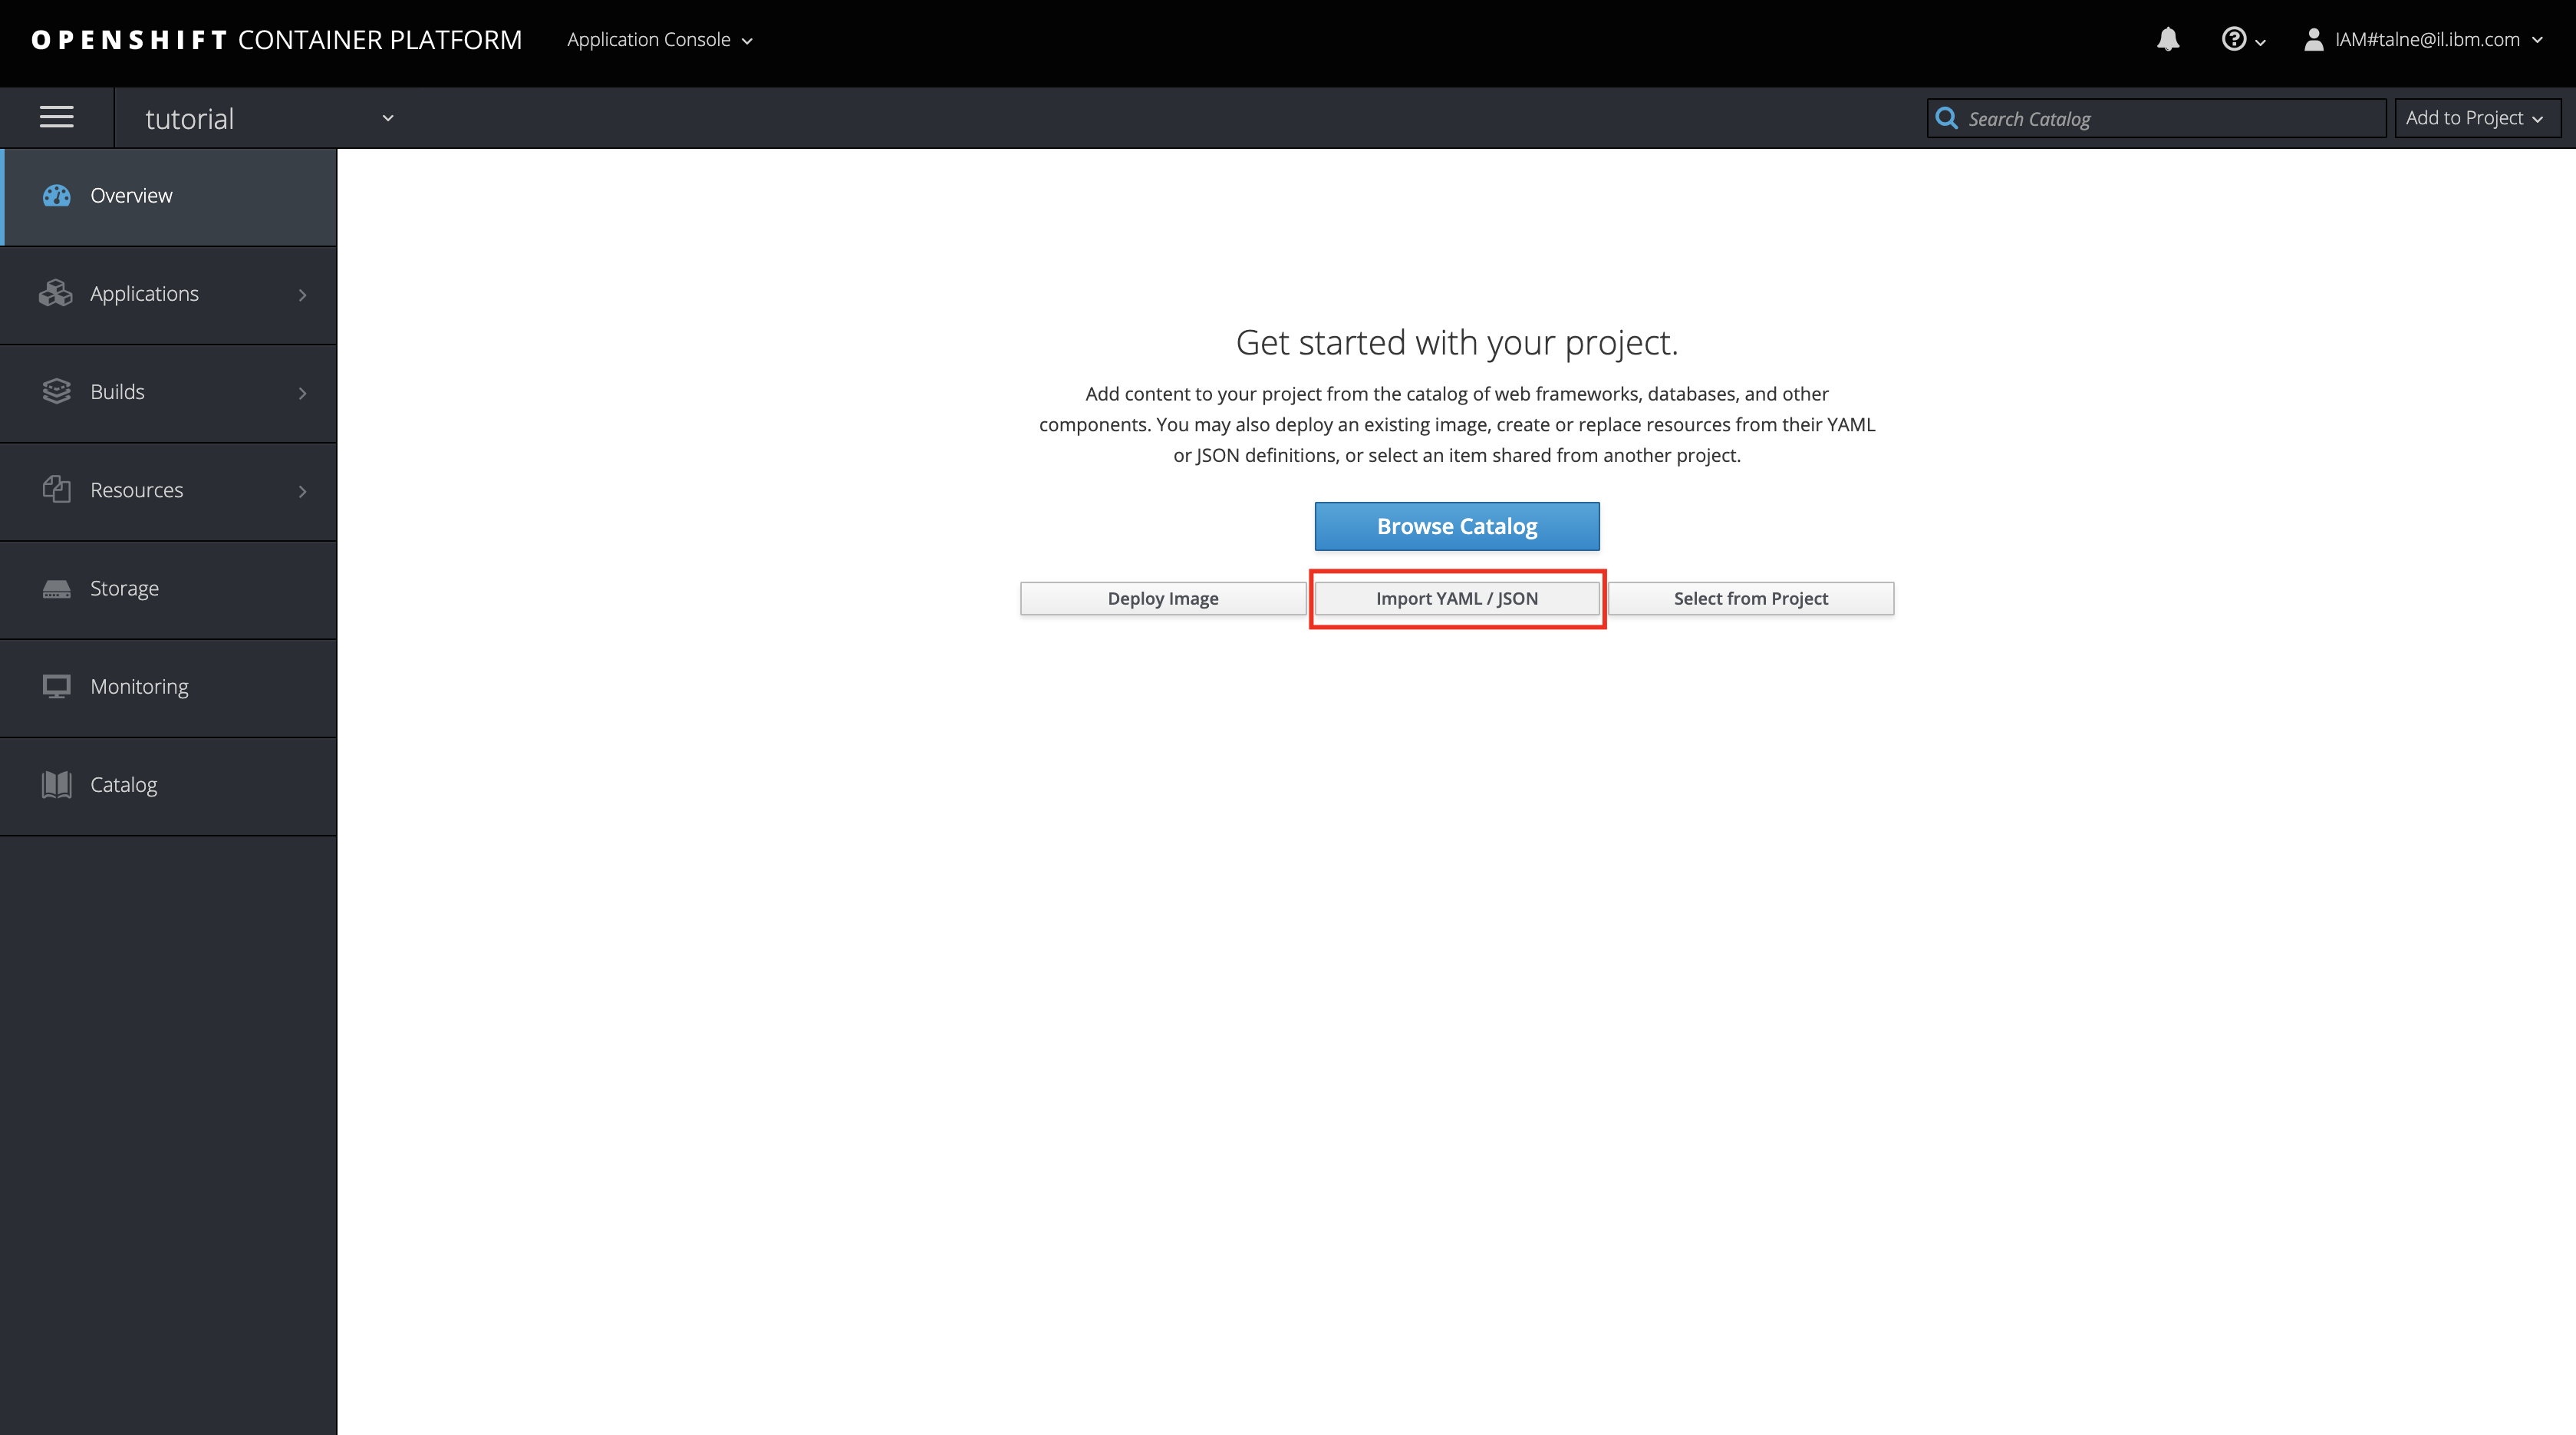 OPENSHIFT CONTAINER PLATFORM
Application Console
IAM#talne@il.ibm.com
tutorial
Search Catalog
Add to Project
Overview
Applications
Builds
Resources
Storage
Monitoring
Catalog
Get started with your project.
Add content to your project from the catalog of web frameworks, databases, and other
components. You may also deploy an existing image, create or replace resources from their YAML
or JSON definitions, or select an item shared from another project.
Browse Catalog
Deploy Image
Import YAML / JSON
Select from Project